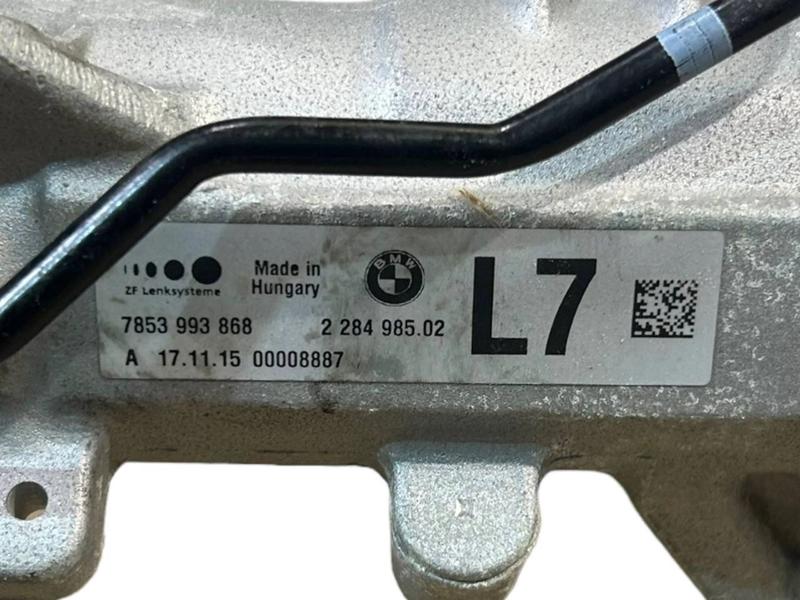 ZF Lenksysteme
Made in
Hungary
BMW
L7
7853 993 868
2 284 985.02
A 17.11.15 00008887